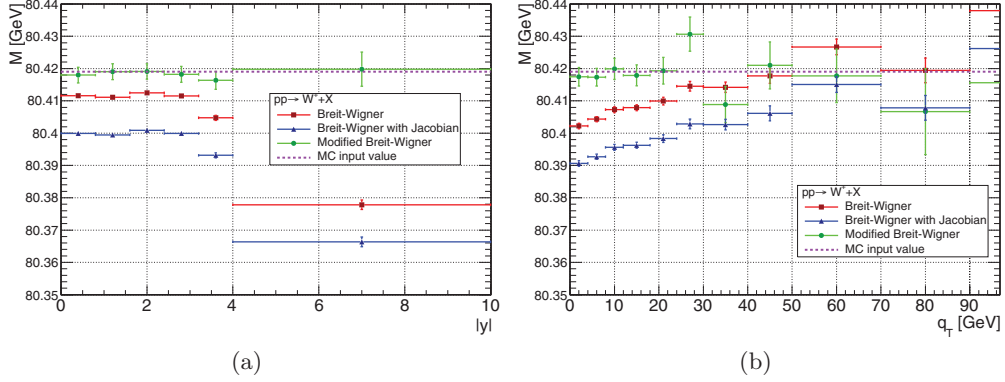 M [GeV]
80.44
80.43
80.42
80.41
80.4
80.39
80.38
80.37
80.36
80.35
pp→ W⁺+X
Breit-Wigner
Breit-Wigner with Jacobian
Modified Breit-Wigner
MC input value
0 2 4 6 8 10
|y|
(a)
M [GeV]
80.44
80.43
80.42
80.41
80.4
80.39
80.38
80.37
80.36
80.35
pp→ W⁺+X
Breit-Wigner
Breit-Wigner with Jacobian
Modified Breit-Wigner
MC input value
0 10 20 30 40 50 60 70 80 90
q_T [GeV]
(b)